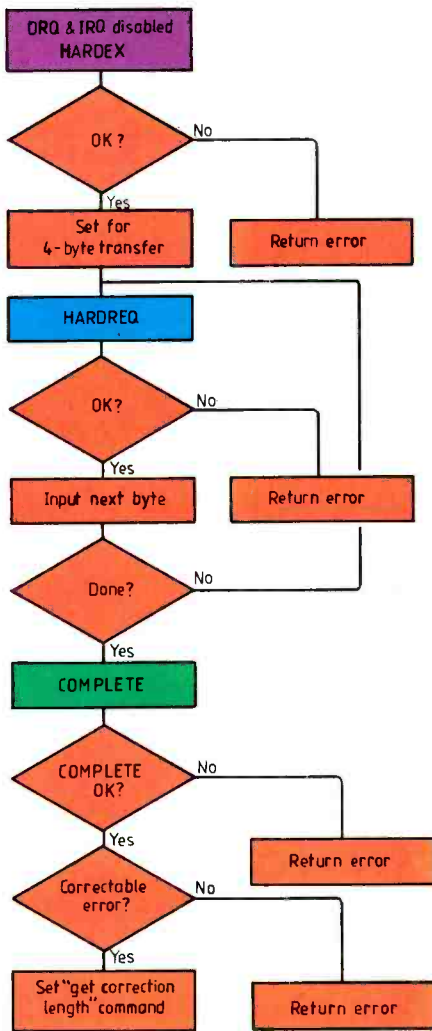 DRQ & IRQ disabled
HARDEX
OK?
No
Yes
Set for
4-byte transfer
Return error
HARDREQ
OK?
No
Yes
Input next byte
Return error
Done?
No
Yes
COMPLETE
COMPLETE
OK?
No
Yes
Return error
Correctable
error?
No
Yes
Set "get correction
length" command
Return error